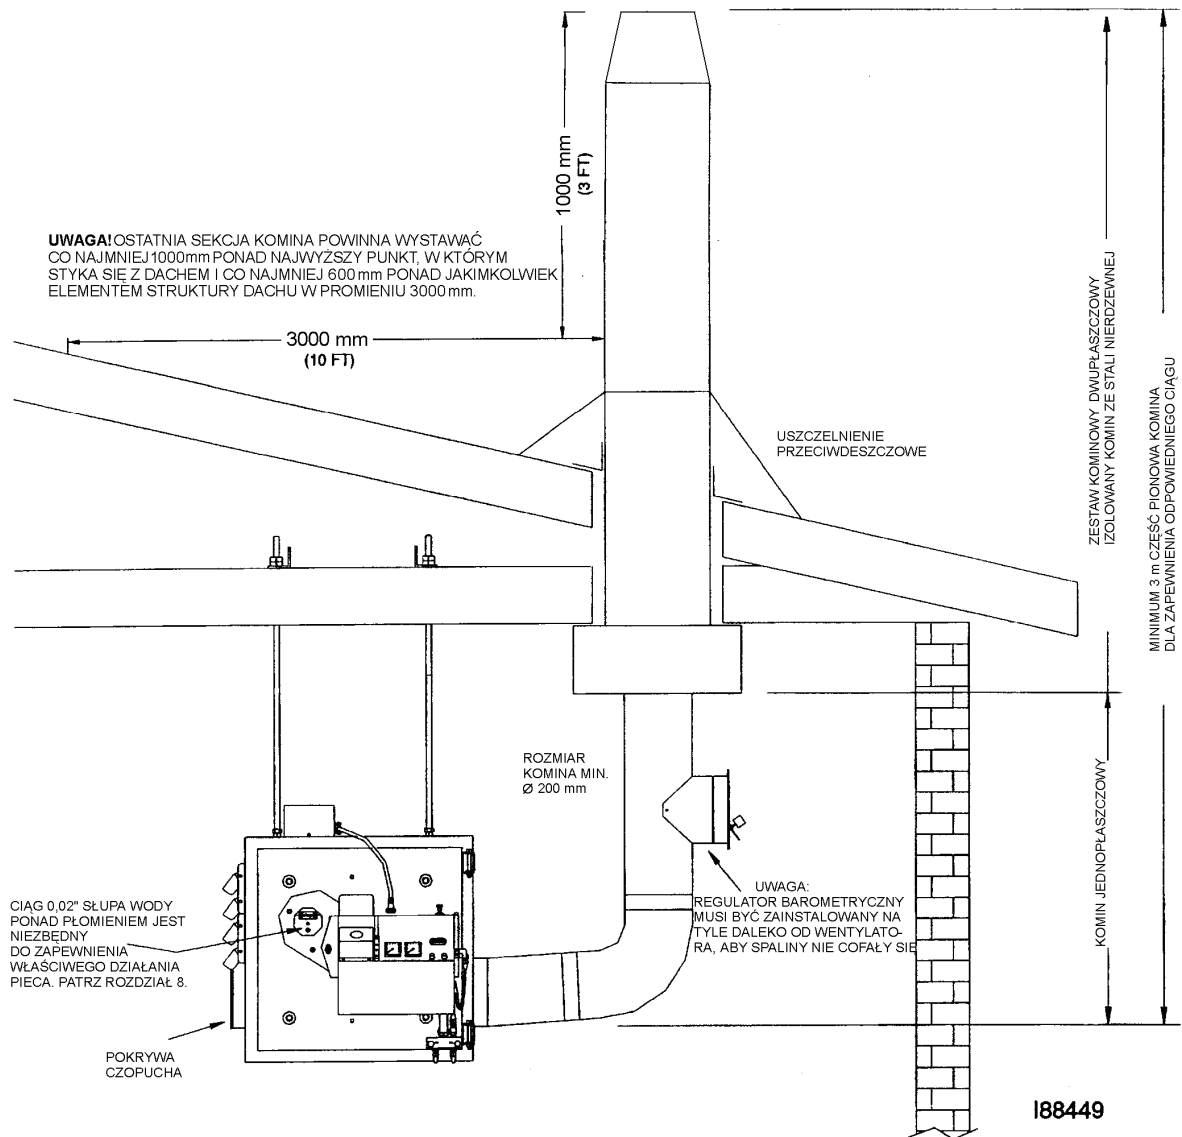 1000 mm
(3 FT)
UWAGA! OSTATNIA SEKCJA KOMINA POWINNA WYSTAWAĆ
CO NAJMNIEJ 1000mm PONAD NAJWYŻSZY PUNKT, W KTÓRYM
STYKA SIĘ Z DACHEM I CO NAJMNIEJ 600 mm PONAD JAKIMKOLWIEK
ELEMENTEM STRUKTURY DACHU W PROMIENIU 3000 mm.
3000 mm
(10 FT)
USZCZELNIENIE
PRZECIWDESZCZOWE
ZESTAW KOMINOWY DWUPŁASZCZOWY
IZOLOWANY KOMIN ZE STALI NIERDZEWNEJ
MINIMUM 3 m CZĘŚĆ PIONOWA KOMINA
DLA ZAPEWNIENIA ODPOWIEDNIEGO CIĄGU
ROZMIAR
KOMINA MIN.
Ø 200 mm
KOMIN JEDNOPŁASZCZOWY
UWAGA:
REGULATOR BAROMETRYCZNY
MUSI BYĆ ZAINSTALOWANY NA
TYLE DALEKO OD WENTYLATO-
RA, ABY SPALINY NIE COFAŁY SIĘ
CIĄG 0,02" SŁUPA WODY
PONAD PŁOMIENIEM JEST
NIEZBĘDNY
DO ZAPEWNIENIA
WŁAŚCIWEGO DZIAŁANIA
PIECA. PATRZ ROZDZIAŁ 8.
POKRYWA
CZOPUCHA
I88449